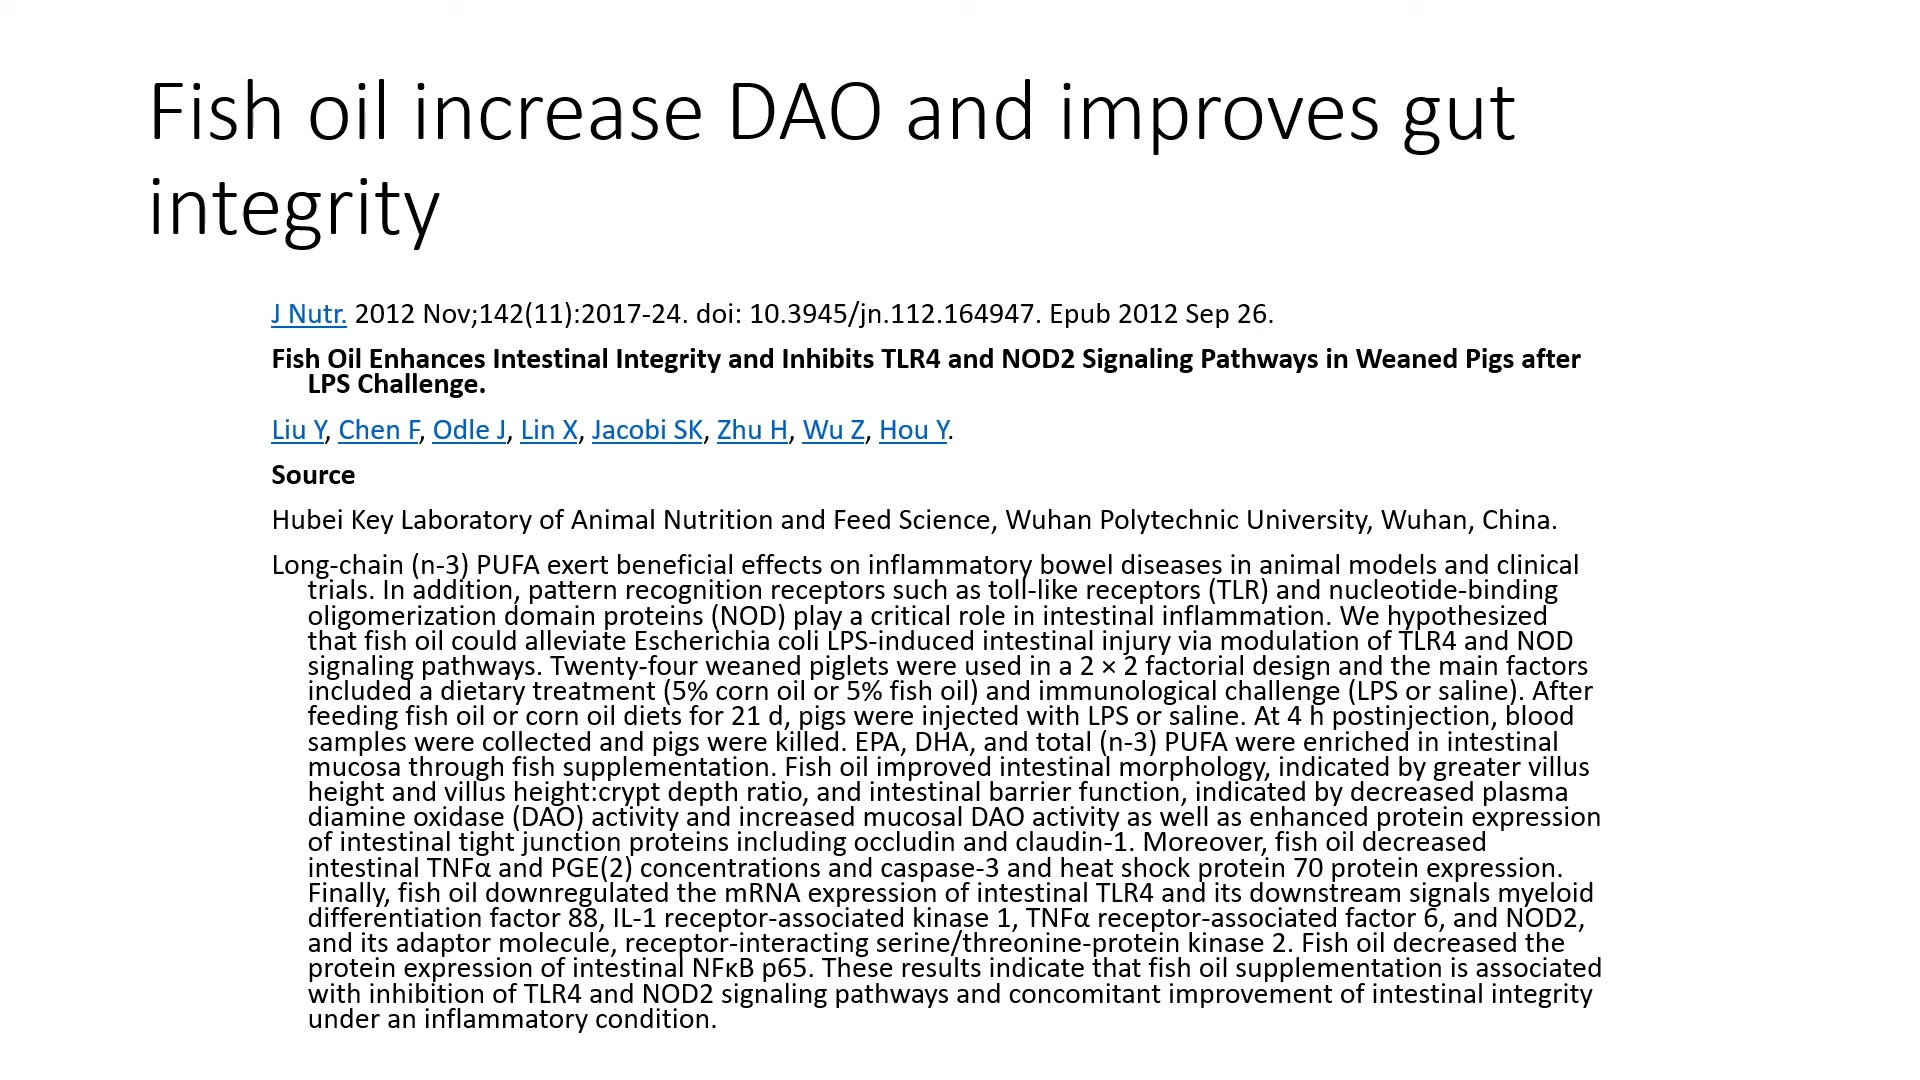 Fish oil increase DAO and improves gut
integrity
J Nutr. 2012 Nov;142(11):2017-24. doi: 10.3945/jn.112.164947. Epub 2012 Sep 26.
Fish Oil Enhances Intestinal Integrity and Inhibits TLR4 and NOD2 Signaling Pathways in Weaned Pigs after
LPS Challenge.
Liu Y, Chen F, Odle J, Lin X, Jacobi SK, Zhu H, Wu Z, Hou Y.
Source
Hubei Key Laboratory of Animal Nutrition and Feed Science, Wuhan Polytechnic University, Wuhan, China.
Long-chain (n-3) PUFA exert beneficial effects on inflammatory bowel diseases in animal models and clinical
trials. In addition, pattern recognition receptors such as toll-like receptors (TLR) and nucleotide-binding
oligomerization domain proteins (NOD) play a critical role in intestinal inflammation. We hypothesized
that fish oil could alleviate Escherichia coli LPS-induced intestinal injury via modulation of TLR4 and NOD
signaling pathways. Twenty-four weaned piglets were used in a 2 × 2 factorial design and the main factors
included a dietary treatment (5% corn oil or 5% fish oil) and immunological challenge (LPS or saline). After
feeding fish oil or corn oil diets for 21 d, pigs were injected with LPS or saline. At 4 h postinjection, blood
samples were collected and pigs were killed. EPA, DHA, and total (n-3) PUFA were enriched in intestinal
mucosa through fish supplementation. Fish oil improved intestinal morphology, indicated by greater villus
height and villus height:crypt depth ratio, and intestinal barrier function, indicated by decreased plasma
diamine oxidase (DAO) activity and increased mucosal DAO activity as well as enhanced protein expression
of intestinal tight junction proteins including occludin and claudin-1. Moreover, fish oil decreased
intestinal TNFα and PGE(2) concentrations and caspase-3 and heat shock protein 70 protein expression.
Finally, fish oil downregulated the mRNA expression of intestinal TLR4 and its downstream signals myeloid
differentiation factor 88, IL-1 receptor-associated kinase 1, TNFα receptor-associated factor 6, and NOD2,
and its adaptor molecule, receptor-interacting serine/threonine-protein kinase 2. Fish oil decreased the
protein expression of intestinal NFκB p65. These results indicate that fish oil supplementation is associated
with inhibition of TLR4 and NOD2 signaling pathways and concomitant improvement of intestinal integrity
under an inflammatory condition.